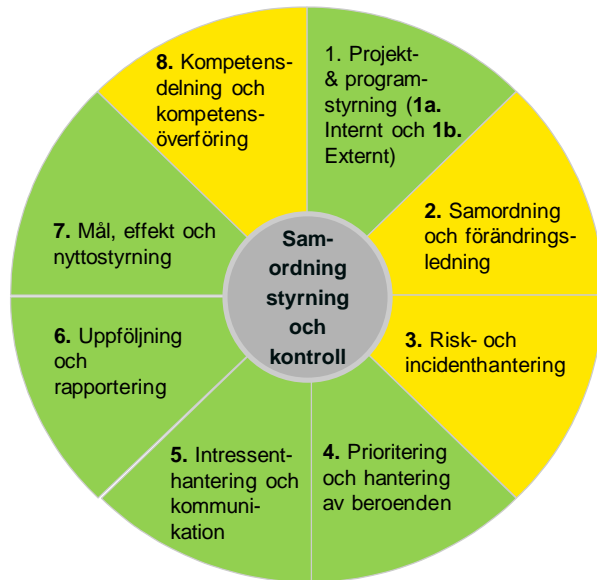 1. Projekt-
& program-
styrning (1a.
Internt och 1b.
Externt)
2. Samordning
och förändrings-
ledning
3. Risk- och
incidenthantering
4. Prioritering
och hantering
av beroenden
5. Intressent-
hantering och
kommuni-
kation
6. Uppföljning
och
rapportering
7. Mål, effekt och
nyttostyrning
8. Kompetens-
delning och
kompetens-
överföring
Sam-
ordning
styrning
och
kontroll